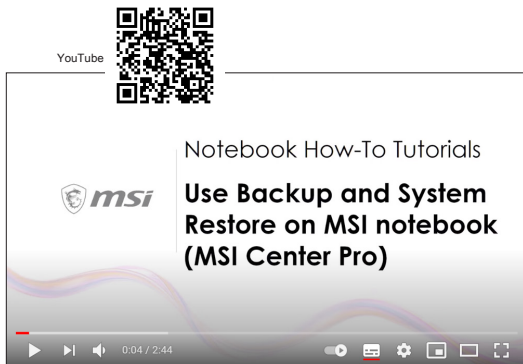 YouTube
Notebook How-To Tutorials
msi
Use Backup and System
Restore on MSI notebook
(MSI Center Pro)
0:04 / 2:44